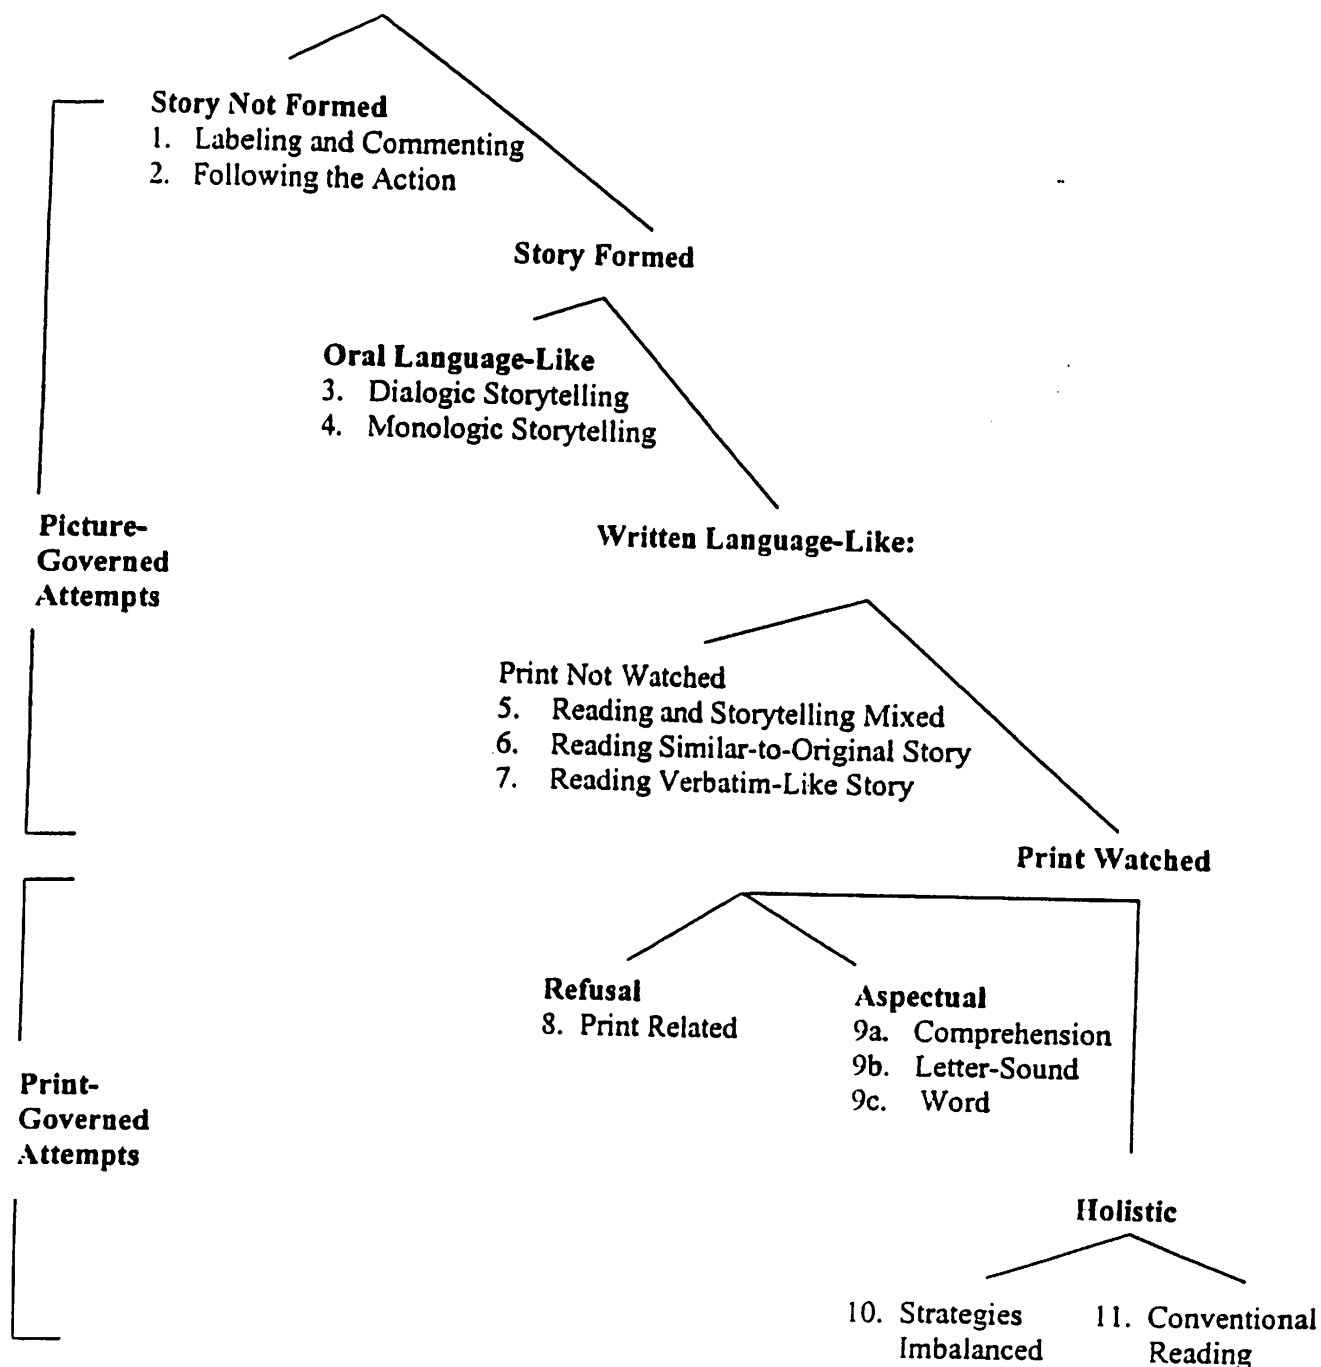 Story Not Formed
1. Labeling and Commenting
2. Following the Action
Story Formed
Oral Language-Like
3. Dialogic Storytelling
4. Monologic Storytelling
Picture-
Governed
Attempts
Written Language-Like:
Print Not Watched
5. Reading and Storytelling Mixed
6. Reading Similar-to-Original Story
7. Reading Verbatim-Like Story
Print Watched
Refusal
8. Print Related
Aspectual
9a. Comprehension
9b. Letter-Sound
9c. Word
Print-
Governed
Attempts
Holistic
10. Strategies
Imbalanced
11. Conventional
Reading